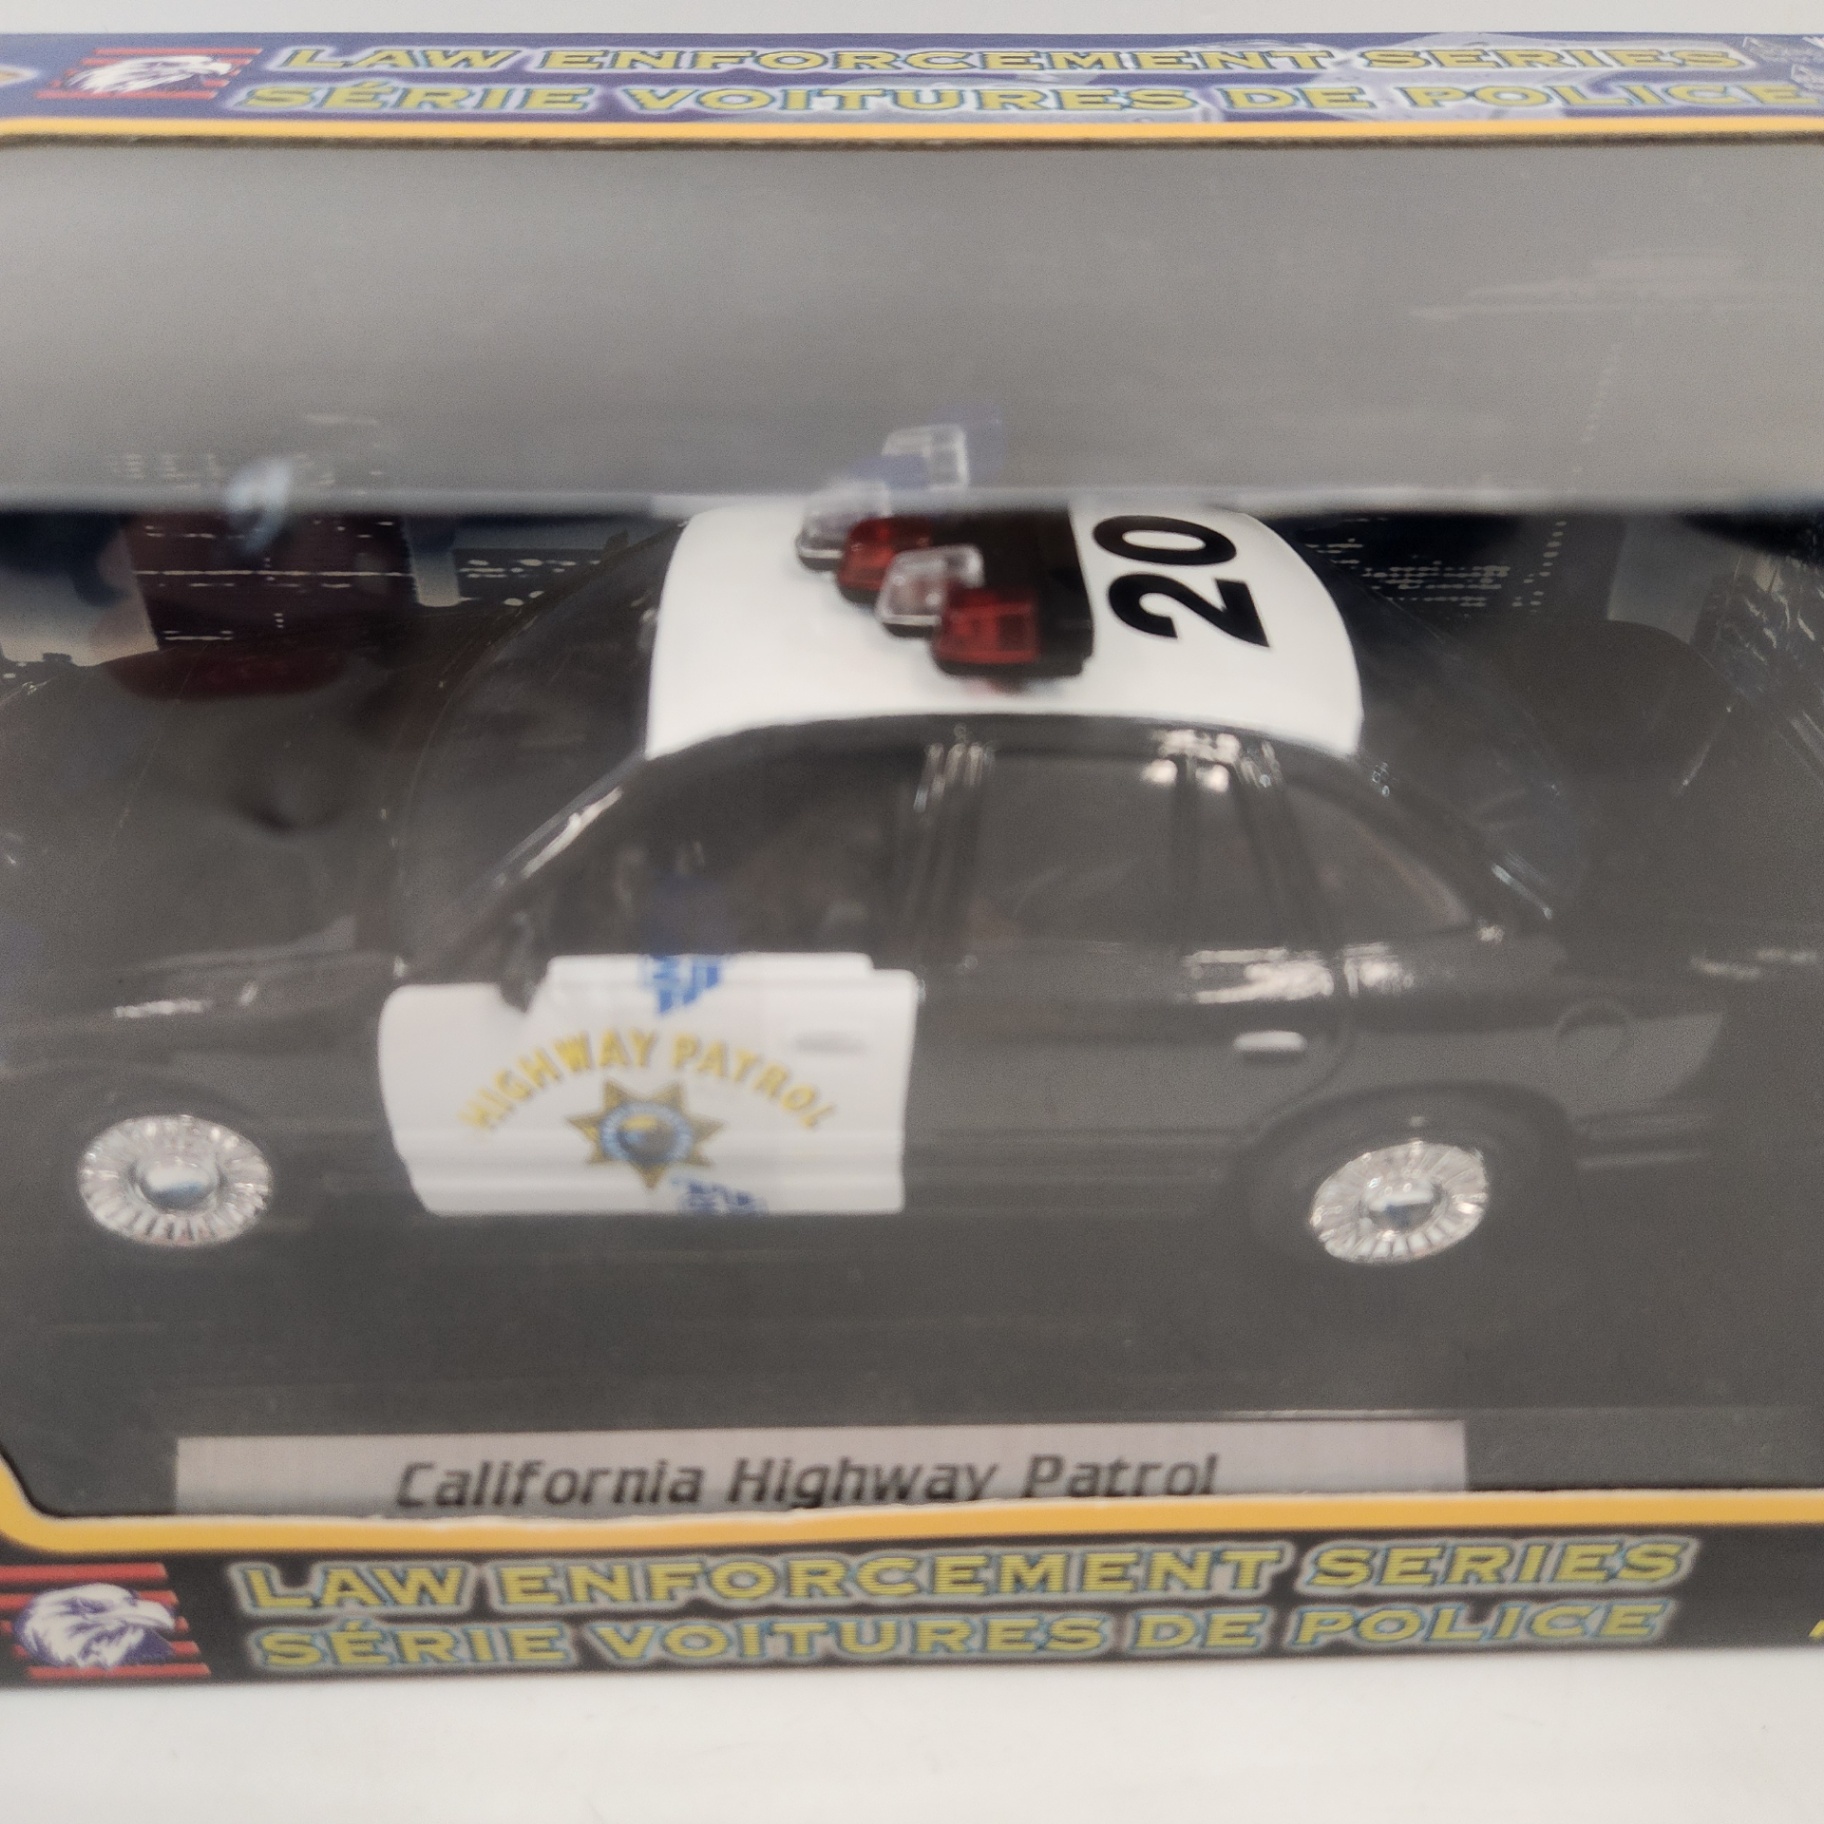 LAW ENFORCEMENT SERIES
SÉRIE VOITURES DE POLICE
20
HIGHWAY PATROL
California Highway Patrol
LAW ENFORCEMENT SERIES
SÉRIE VOITURES DE POLICE